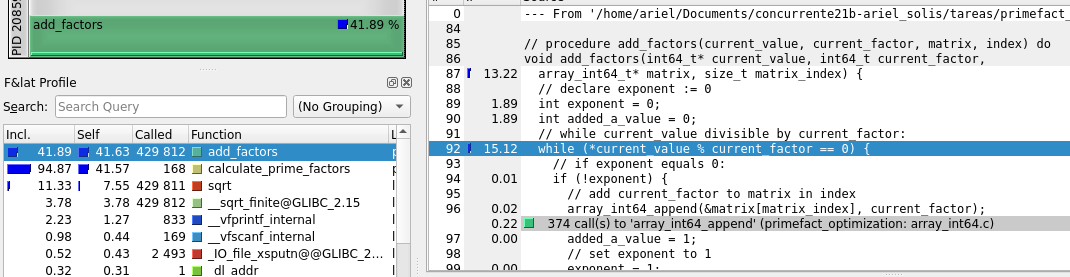 PID 20859
add_factors 41.89 %
F&lat Profile
Search: Search Query (No Grouping)
Incl. Self Called Function
41.89 41.63 429 812 add_factors
94.87 41.57 168 calculate_prime_factors
11.33 7.55 429 811 sqrt
3.78 3.78 429 812 __sqrt_finite@GLIBC_2.15
2.23 1.27 833 __vfprintf_internal
0.98 0.44 169 __vfscanf_internal
0.52 0.43 2 493 _IO_file_xsputn@@GLIBC_2...
0.32 0.31 1 _dl_addr
0 --- From '/home/ariel/Documents/concurrente21b-ariel_solis/tareas/primefact_
84
85 // procedure add_factors(current_value, current_factor, matrix, index) do
86 void add_factors(int64_t* current_value, int64_t current_factor,
87 13.22 array_int64_t* matrix, size_t matrix_index) {
88 // declare exponent := 0
89 1.89 int exponent = 0;
90 1.89 int added_a_value = 0;
91 // while current_value divisible by current_factor:
92 15.12 while (*current_value % current_factor == 0) {
93 // if exponent equals 0:
94 0.01 if (!exponent) {
95 // add current_factor to matrix in index
96 0.02 array_int64_append(&matrix[matrix_index], current_factor);
0.22 374 call(s) to 'array_int64_append' (primefact_optimization: array_int64.c)
97 0.00 added_a_value = 1;
98 // set exponent to 1
99 0.00 exponent = 1;